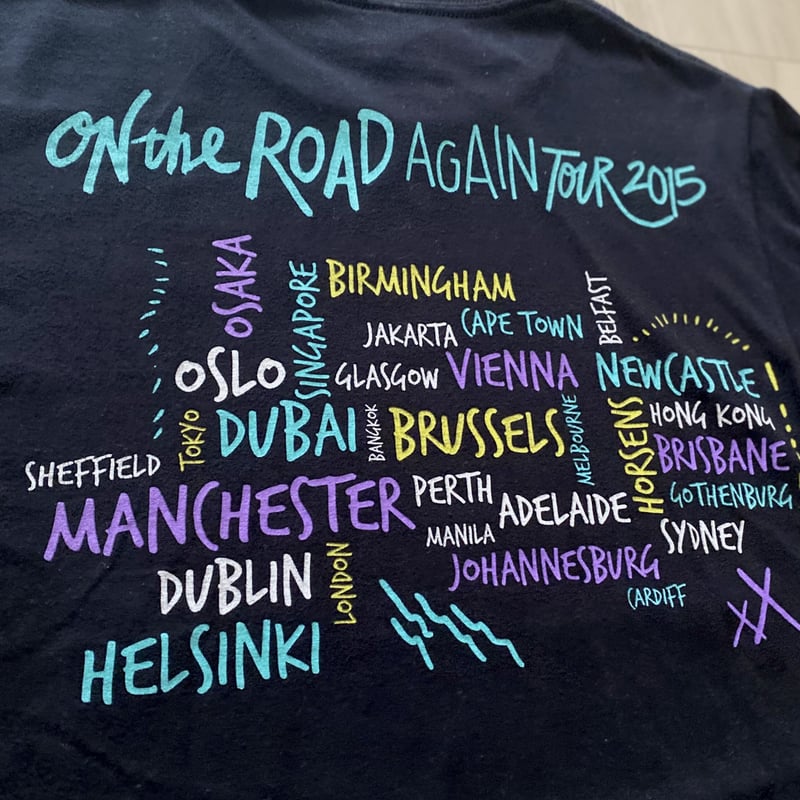 ON the ROAD AGAIN TOUR 2015
OSAKA
SINGAPORE
BIRMINGHAM
BELFAST
JAKARTA
CAPE TOWN
OSLO
GLASGOW
VIENNA
NEWCASTLE
TOKYO
DUBAI
BANGKOK
BRUSSELS
MELBOURNE
HORSENS
HONG KONG
BRISBANE
SHEFFIELD
MANCHESTER
PERTH
ADELAIDE
GOTHENBURG
MANILA
SYDNEY
DUBLIN
LONDON
JOHANNESBURG
CARDIFF
HELSINKI